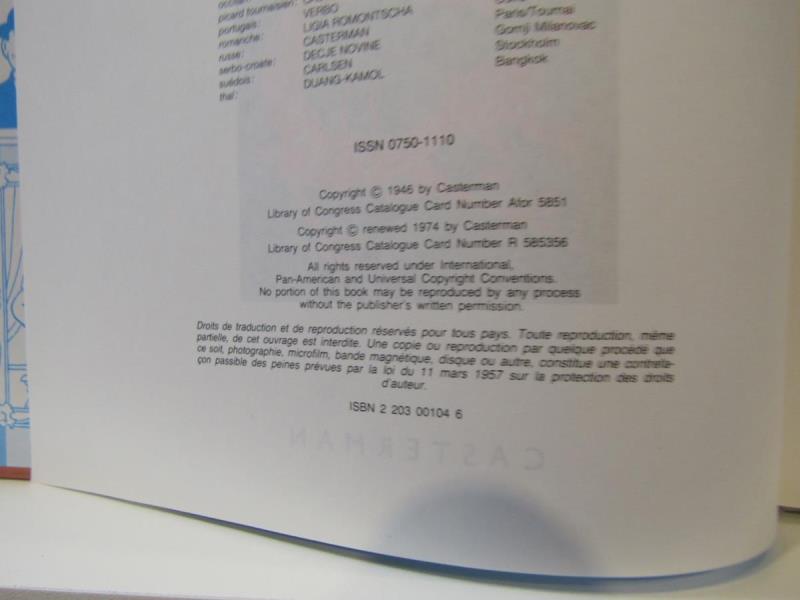 picard tournaisien:
portugais: VERBO Paris/Tournai
romanche: LIGIA ROMONTSCHA Gornji Milanovac
russe: CASTERMAN Stockholm
serbo-croate: DECJE NOVINE Bangkok
suédois: CARLSEN
thaï: DUANG-KAMOL
ISSN 0750-1110
Copyright © 1946 by Casterman
Library of Congress Catalogue Card Number Afor 5851
Copyright © renewed 1974 by Casterman
Library of Congress Catalogue Card Number R 585356
All rights reserved under International,
Pan-American and Universal Copyright Conventions.
No portion of this book may be reproduced by any process
without the publisher's written permission.
Droits de traduction et de reproduction réservés pour tous pays. Toute reproduction, même
partielle, de cet ouvrage est interdite. Une copie ou reproduction par quelque procédé que
ce soit, photographie, microfilm, bande magnétique, disque ou autre, constitue une contrefa-
çon passible des peines prévues par la loi du 11 mars 1957 sur la protection des droits
d'auteur.
ISBN 2 203 00104 6
CASTERMAN